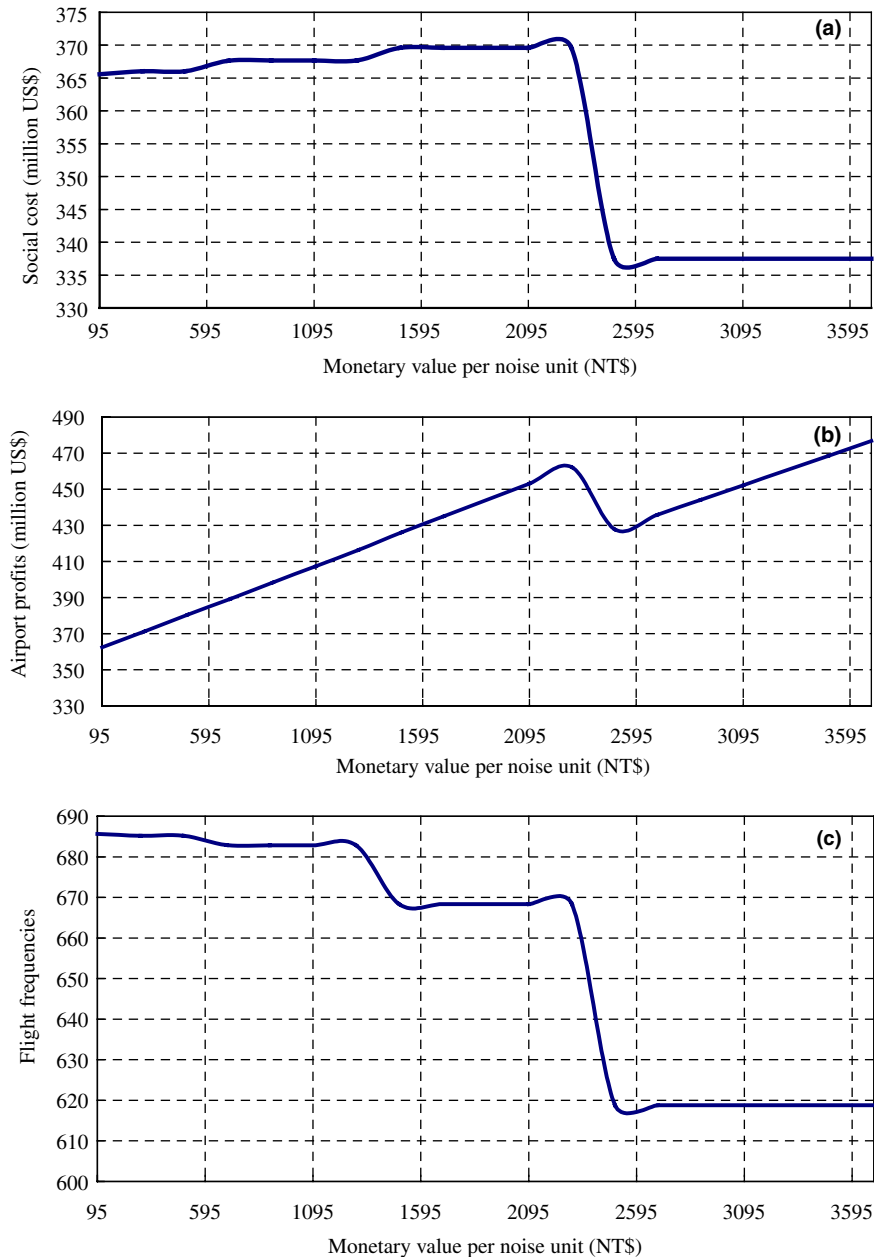 (a)
Social cost (million US$)
375
370
365
360
355
350
345
340
335
330
95 595 1095 1595 2095 2595 3095 3595
Monetary value per noise unit (NT$)
(b)
Airport profits (million US$)
490
470
450
430
410
390
370
350
330
95 595 1095 1595 2095 2595 3095 3595
Monetary value per noise unit (NT$)
(c)
Flight frequencies
690
680
670
660
650
640
630
620
610
600
95 595 1095 1595 2095 2595 3095 3595
Monetary value per noise unit (NT$)